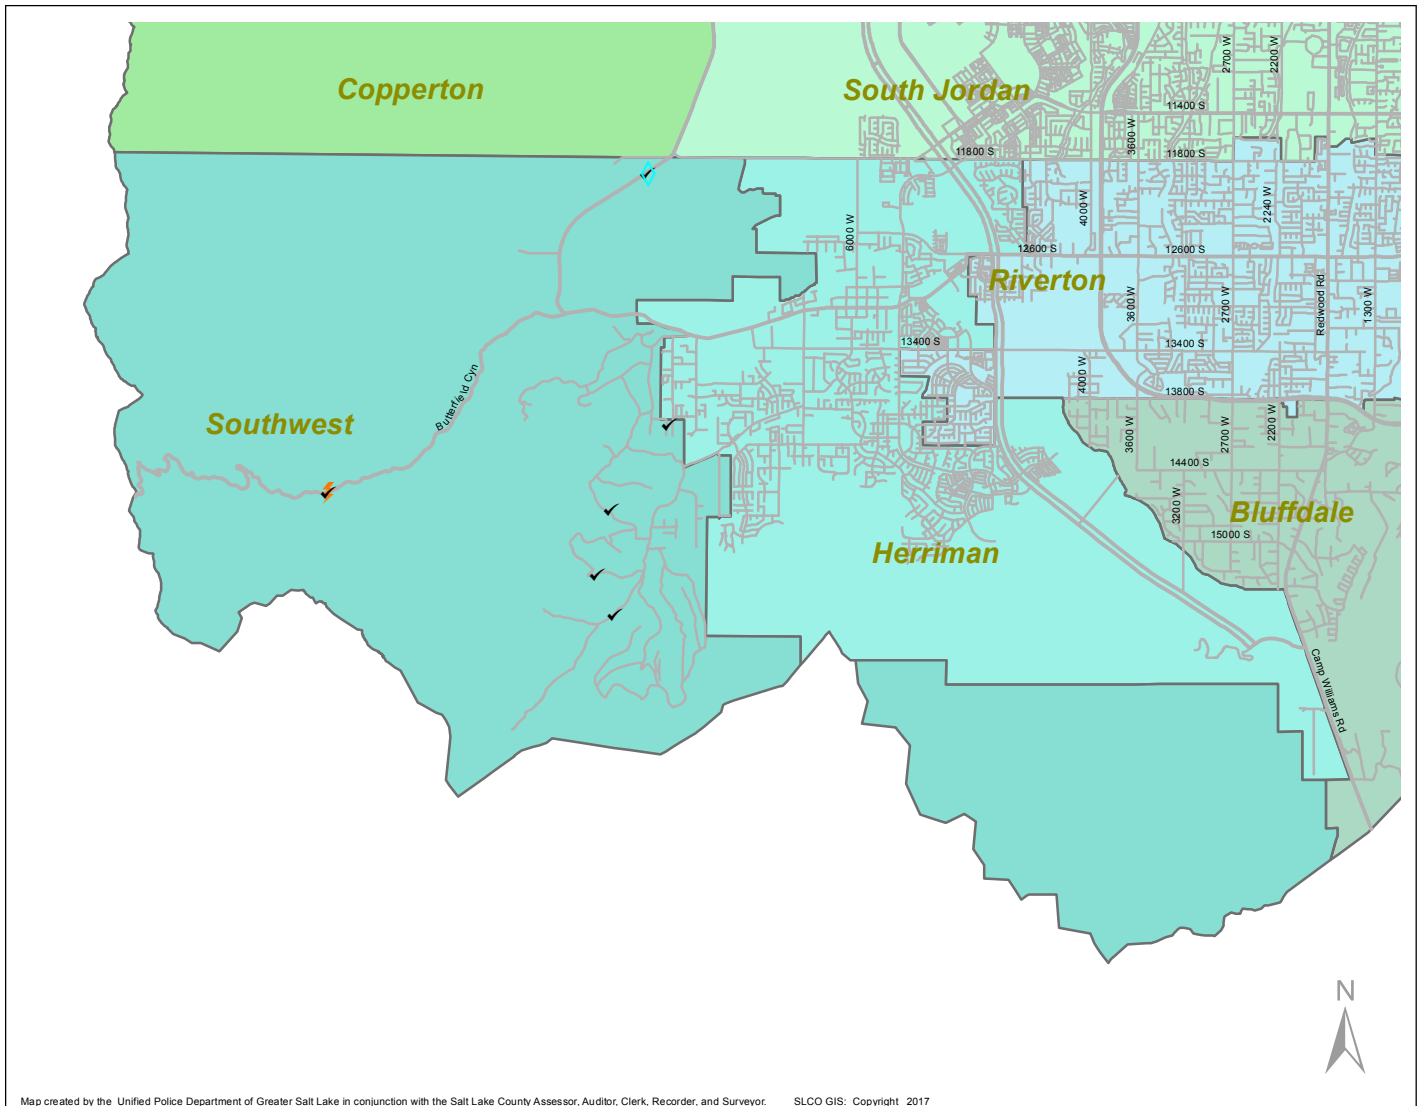 2700 W
2200 W
Copperton
South Jordan
11400 S
3600 W
11800 S
11800 S
4000 W
2240 W
6000 W
12600 S
12600 S
Riverton
3600 W
2700 W
Redwood Rd
1300 W
13400 S
13400 S
Butterfield Cyn
4000 W
13800 S
Southwest
3600 W
2700 W
2200 W
14400 S
3200 W
Bluffdale
15000 S
Herriman
Camp Williams Rd
N
Map created by the Unified Police Department of Greater Salt Lake in conjunction with the Salt Lake County Assessor, Auditor, Clerk, Recorder, and Surveyor. SLCO GIS: Copyright 2017